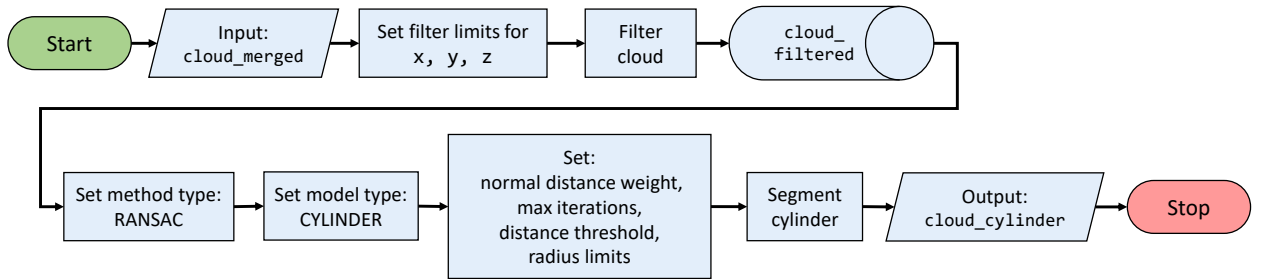 Start
Input:
cloud_merged
Set filter limits for
x, y, z
Filter
cloud
cloud_
filtered
Set method type:
RANSAC
Set model type:
CYLINDER
Set:
normal distance weight,
max iterations,
distance threshold,
radius limits
Segment
cylinder
Output:
cloud_cylinder
Stop